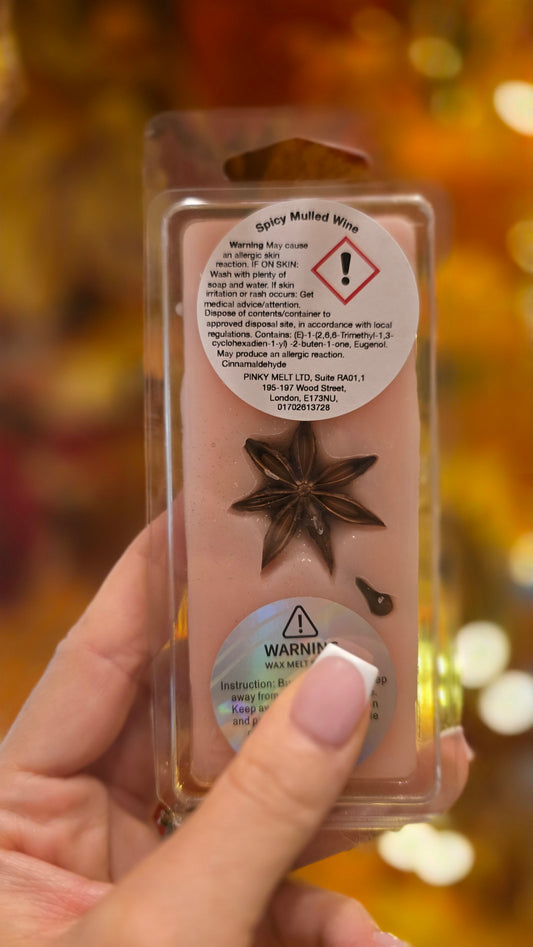 Spicy Mulled Wine
Warning May cause
an allergic skin
reaction. IF ON SKIN:
Wash with plenty of
soap and water. If skin
irritation or rash occurs: Get
medical advice/attention.
Dispose of contents/container to
approved disposal site, in accordance with local
regulations. Contains: (E)-1-(2,6,6-Trimethyl-1,3-
cyclohexadien-1-yl) -2-buten-1-one, Eugenol.
May produce an allergic reaction.
Cinnamaldehyde
PINKY MELT LTD, Suite RA01,1
195-197 Wood Street,
London, E173NU,
01702613728
WARNING
WAX MELT
Instruction:
away from
Keep
and